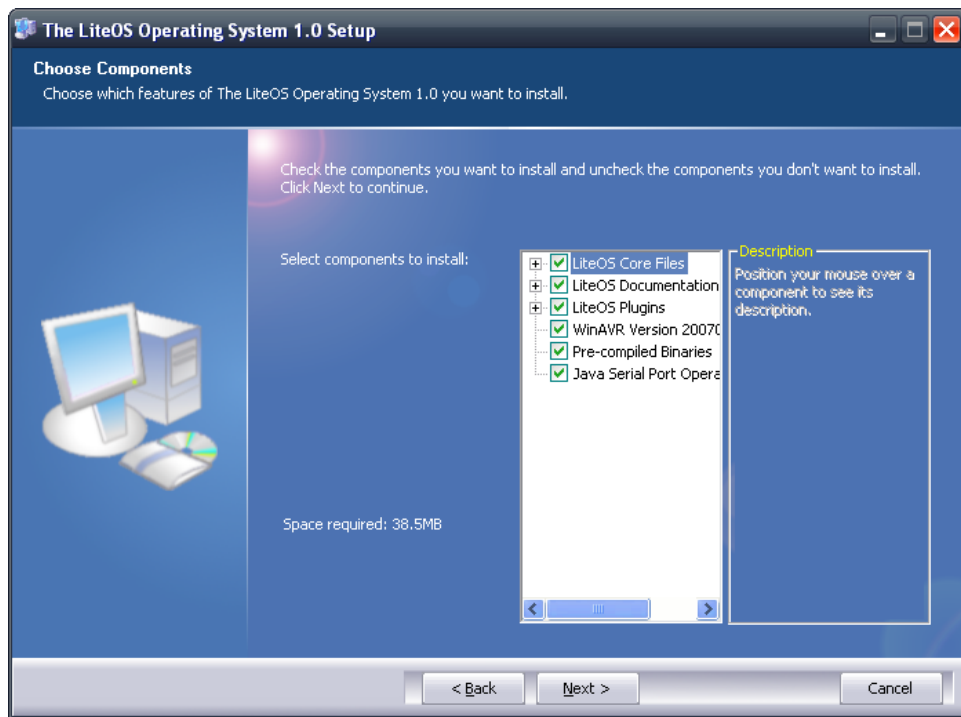 The LiteOS Operating System 1.0 Setup
Choose Components
Choose which features of The LiteOS Operating System 1.0 you want to install.
Check the components you want to install and uncheck the components you don't want to install.
Click Next to continue.
Select components to install:
LiteOS Core Files
LiteOS Documentation
LiteOS Plugins
WinAVR Version 2007
Pre-compiled Binaries
Java Serial Port Opera
Description
Position your mouse over a
component to see its
description.
Space required: 38.5MB
< Back
Next >
Cancel